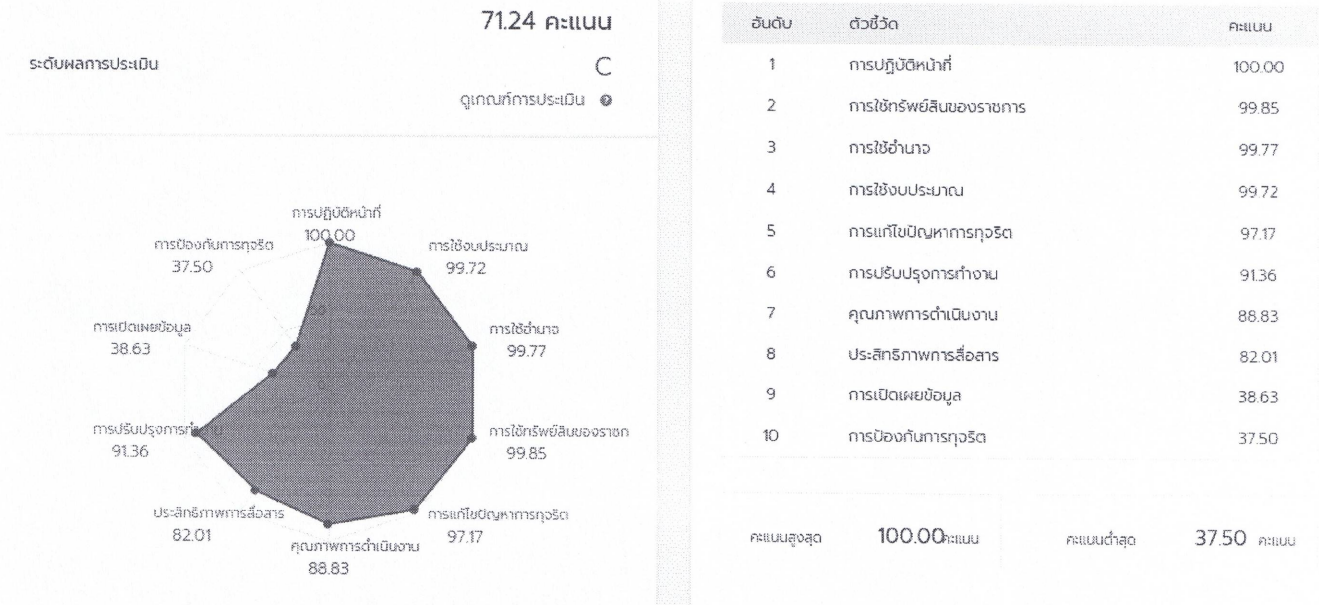 71.24 คะแนน
ระดับผลการประเมิน
C
ดูเกณฑ์การประเมิน
การปฏิบัติหน้าที่
100.00
การใช้งบประมาณ
99.72
การใช้อำนาจ
99.77
การใช้ทรัพย์สินของราชก
99.85
การแก้ไขปัญหาการทุจริต
97.17
คุณภาพการดำเนินงาน
88.83
ประสิทธิภาพการสื่อสาร
82.01
การปรับปรุงการทำงาน
91.36
การเปิดเผยข้อมูล
38.63
การป้องกันการทุจริต
37.50
50
0
อันดับ ตัวชี้วัด คะแนน
1 การปฏิบัติหน้าที่ 100.00
2 การใช้ทรัพย์สินของราชการ 99.85
3 การใช้อำนาจ 99.77
4 การใช้งบประมาณ 99.72
5 การแก้ไขปัญหาการทุจริต 97.17
6 การปรับปรุงการทำงาน 91.36
7 คุณภาพการดำเนินงาน 88.83
8 ประสิทธิภาพการสื่อสาร 82.01
9 การเปิดเผยข้อมูล 38.63
10 การป้องกันการทุจริต 37.50
คะแนนสูงสุด 100.00คะแนน
คะแนนต่ำสุด 37.50 คะแนน